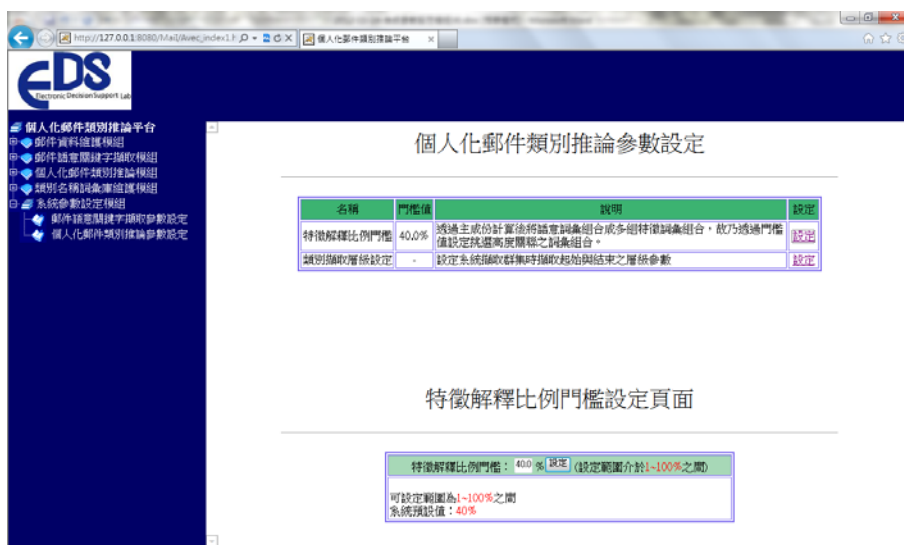 http://127.0.0.1:8080/Mail/Avec_index1.h
個人化郵件類別推論平台
EDS
Electronic Decision Support Lab
個人化郵件類別推論平台
郵件資料維護模組
郵件語意關鍵字擷取模組
個人化郵件類別推論模組
類別名稱詞彙庫維護模組
系統參數設定模組
郵件語意關鍵字擷取參數設定
個人化郵件類別推論參數設定
個人化郵件類別推論參數設定
名稱 門檻值 說明 設定
特徵解釋比例門檻 40.0% 透過主成份計算後將語意詞彙組合成多組特徵詞彙組合，故乃透過門檻
值設定挑選高度關聯之詞彙組合。 設定
類別擷取層級設定 - 設定系統擷取群集時擷取起始與結束之層級參數 設定
特徵解釋比例門檻設定頁面
特徵解釋比例門檻： 40.0 % 設定 (設定範圍介於1~100%之間)
可設定範圍為1~100%之間
系統預設值：40%